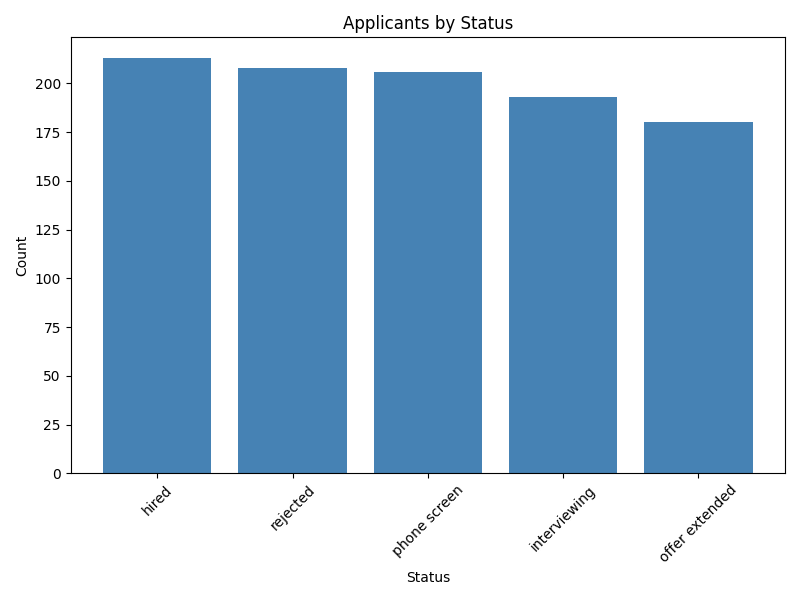 Applicants by Status
Count
200
175
150
125
100
75
50
25
0
hired
rejected
phone screen
interviewing
offer extended
Status